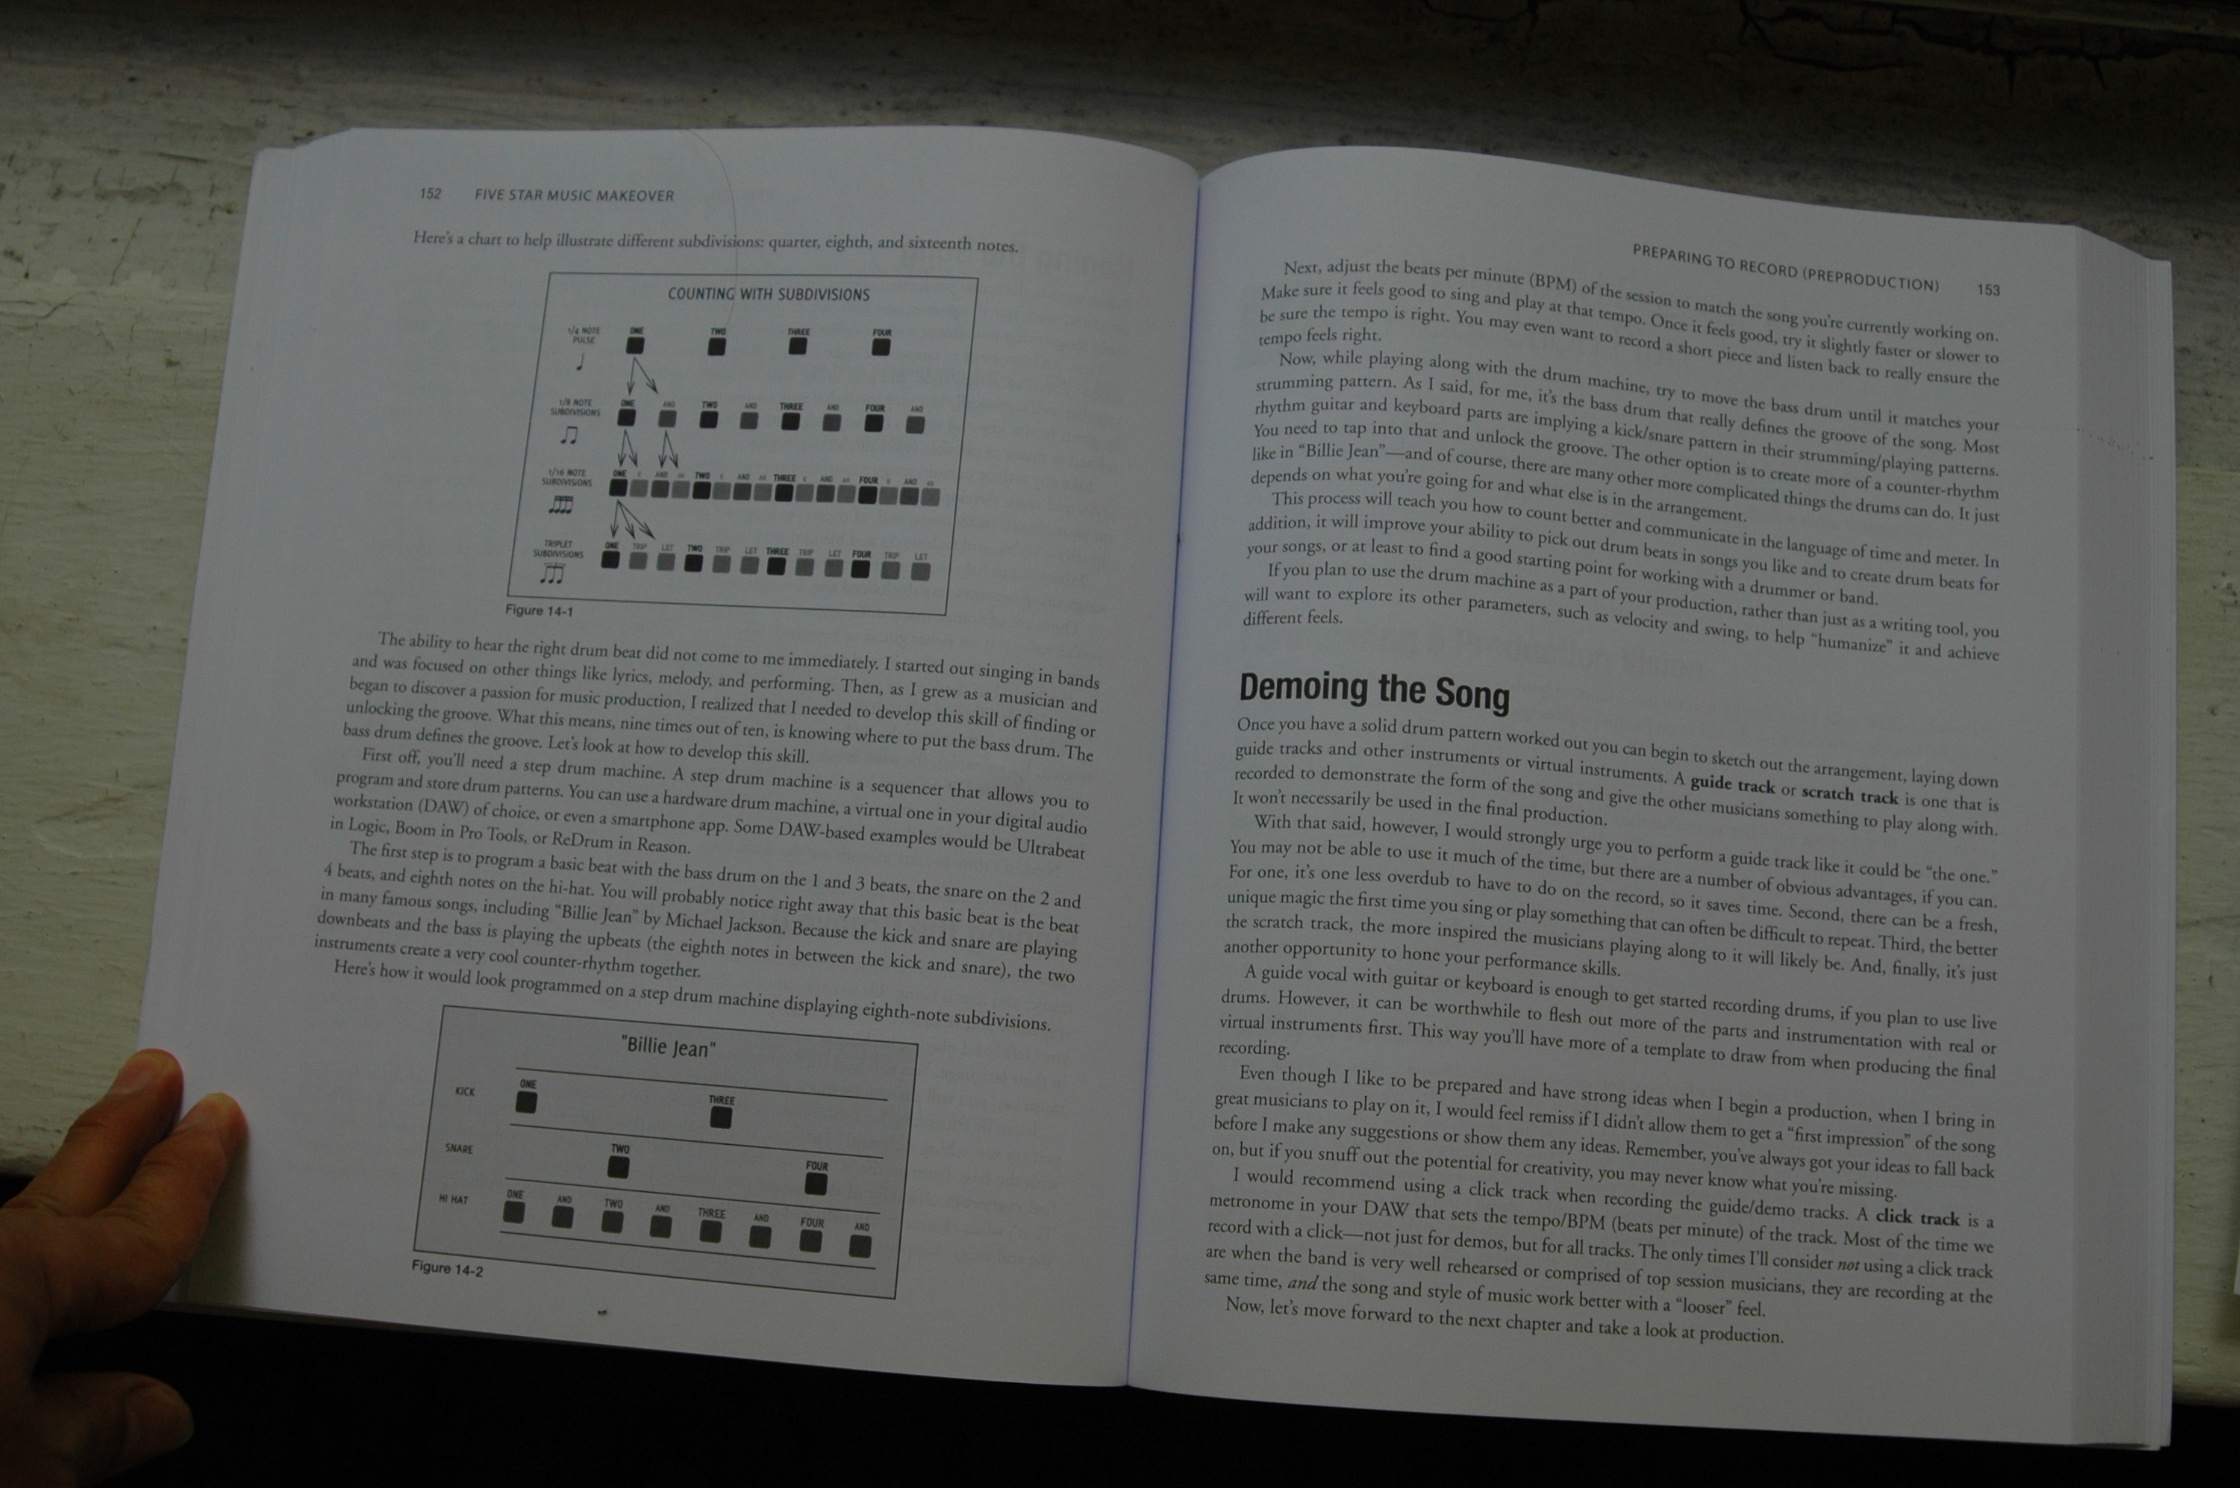 152 FIVE STAR MUSIC MAKEOVER
Here's a chart to help illustrate different subdivisions: quarter, eighth, and sixteenth notes.
COUNTING WITH SUBDIVISIONS
1/4 NOTE
PULSE
ONE TWO THREE FOUR
1/8 NOTE
SUBDIVISIONS
ONE AND TWO AND THREE AND FOUR AND
1/16 NOTE
SUBDIVISIONS
ONE E AND AH TWO E AND AH THREE E AND AH FOUR E AND AH
TRIPLET
SUBDIVISIONS
ONE TRIP LET TWO TRIP LET THREE TRIP LET FOUR TRIP LET
Figure 14-1
The ability to hear the right drum beat did not come to me immediately. I started out singing in bands
and was focused on other things like lyrics, melody, and performing. Then, as I grew as a musician and
began to discover a passion for music production, I realized that I needed to develop this skill of finding or
unlocking the groove. What this means, nine times out of ten, is knowing where to put the bass drum. The
bass drum defines the groove. Let's look at how to develop this skill.
First off, you'll need a step drum machine. A step drum machine is a sequencer that allows you to
program and store drum patterns. You can use a hardware drum machine, a virtual one in your digital audio
workstation (DAW) of choice, or even a smartphone app. Some DAW-based examples would be Ultrabeat
in Logic, Boom in Pro Tools, or ReDrum in Reason.
The first step is to program a basic beat with the bass drum on the 1 and 3 beats, the snare on the 2 and
4 beats, and eighth notes on the hi-hat. You will probably notice right away that this basic beat is the beat
in many famous songs, including "Billie Jean" by Michael Jackson. Because the kick and snare are playing
downbeats and the bass is playing the upbeats (the eighth notes in between the kick and snare), the two
instruments create a very cool counter-rhythm together.
Here's how it would look programmed on a step drum machine displaying eighth-note subdivisions.
"Billie Jean"
KICK
ONE THREE
SNARE
TWO FOUR
HI HAT
ONE AND TWO AND THREE AND FOUR AND
Figure 14-2
PREPARING TO RECORD (PREPRODUCTION) 153
Next, adjust the beats per minute (BPM) of the session to match the song you're currently working on.
Make sure it feels good to sing and play at that tempo. Once it feels good, try it slightly faster or slower to
be sure the tempo is right. You may even want to record a short piece and listen back to really ensure the
tempo feels right.
Now, while playing along with the drum machine, try to move the bass drum until it matches your
strumming pattern. As I said, for me, it's the bass drum that really defines the groove of the song. Most
rhythm guitar and keyboard parts are implying a kick/snare pattern in their strumming/playing patterns.
You need to tap into that and unlock the groove. The other option is to create more of a counter-rhythm
like in "Billie Jean"—and of course, there are many other more complicated things the drums can do. It just
depends on what you're going for and what else is in the arrangement.
This process will teach you how to count better and communicate in the language of time and meter. In
addition, it will improve your ability to pick out drum beats in songs you like and to create drum beats for
your songs, or at least to find a good starting point for working with a drummer or band.
If you plan to use the drum machine as a part of your production, rather than just as a writing tool, you
will want to explore its other parameters, such as velocity and swing, to help "humanize" it and achieve
different feels.
Demoing the Song
Once you have a solid drum pattern worked out you can begin to sketch out the arrangement, laying down
guide tracks and other instruments or virtual instruments. A guide track or scratch track is one that is
recorded to demonstrate the form of the song and give the other musicians something to play along with.
It won't necessarily be used in the final production.
With that said, however, I would strongly urge you to perform a guide track like it could be "the one."
You may not be able to use it much of the time, but there are a number of obvious advantages, if you can.
For one, it's one less overdub to have to do on the record, so it saves time. Second, there can be a fresh,
unique magic the first time you sing or play something that can often be difficult to repeat. Third, the better
the scratch track, the more inspired the musicians playing along to it will likely be. And, finally, it's just
another opportunity to hone your performance skills.
A guide vocal with guitar or keyboard is enough to get started recording drums, if you plan to use live
drums. However, it can be worthwhile to flesh out more of the parts and instrumentation with real or
virtual instruments first. This way you'll have more of a template to draw from when producing the final
recording.
Even though I like to be prepared and have strong ideas when I begin a production, when I bring in
great musicians to play on it, I would feel remiss if I didn't allow them to get a "first impression" of the song
before I make any suggestions or show them any ideas. Remember, you've always got your ideas to fall back
on, but if you snuff out the potential for creativity, you may never know what you're missing.
I would recommend using a click track when recording the guide/demo tracks. A click track is a
metronome in your DAW that sets the tempo/BPM (beats per minute) of the track. Most of the time we
record with a click—not just for demos, but for all tracks. The only times I'll consider not using a click track
are when the band is very well rehearsed or comprised of top session musicians, they are recording at the
same time, and the song and style of music work better with a "looser" feel.
Now, let's move forward to the next chapter and take a look at production.